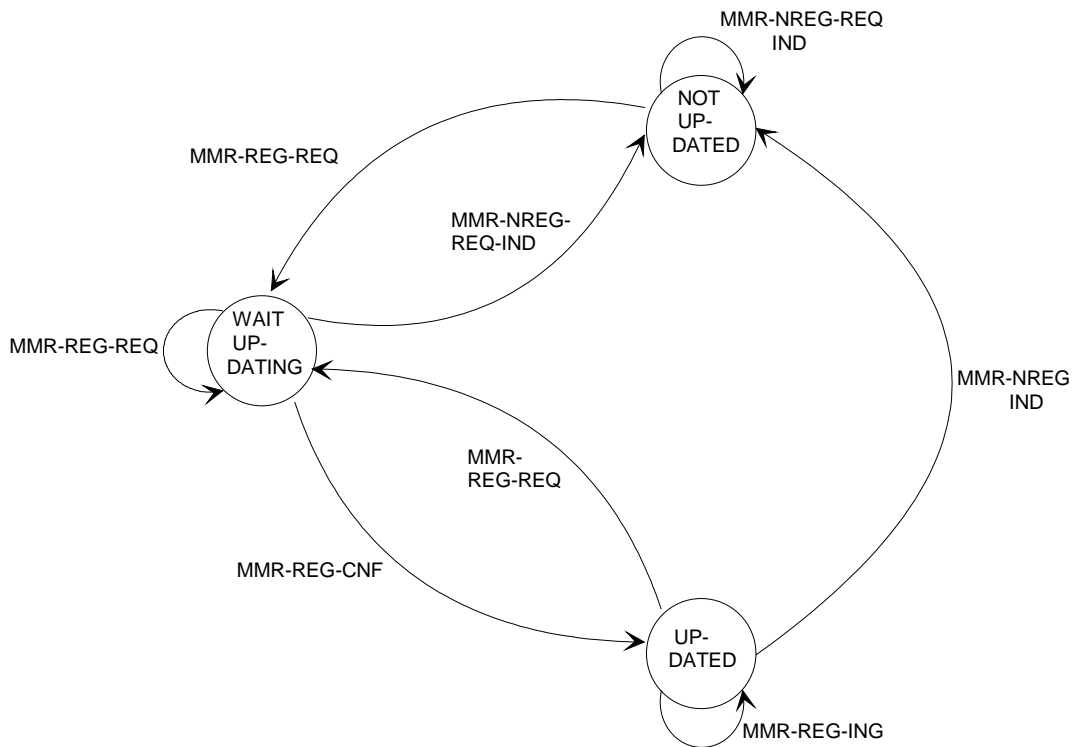 MMR-NREG-REQ
IND
NOT
UP-
DATED
MMR-REG-REQ
MMR-NREG-
REQ-IND
WAIT
UP-
DATING
MMR-REG-REQ
MMR-NREG
IND
MMR-
REG-REQ
MMR-REG-CNF
UP-
DATED
MMR-REG-ING